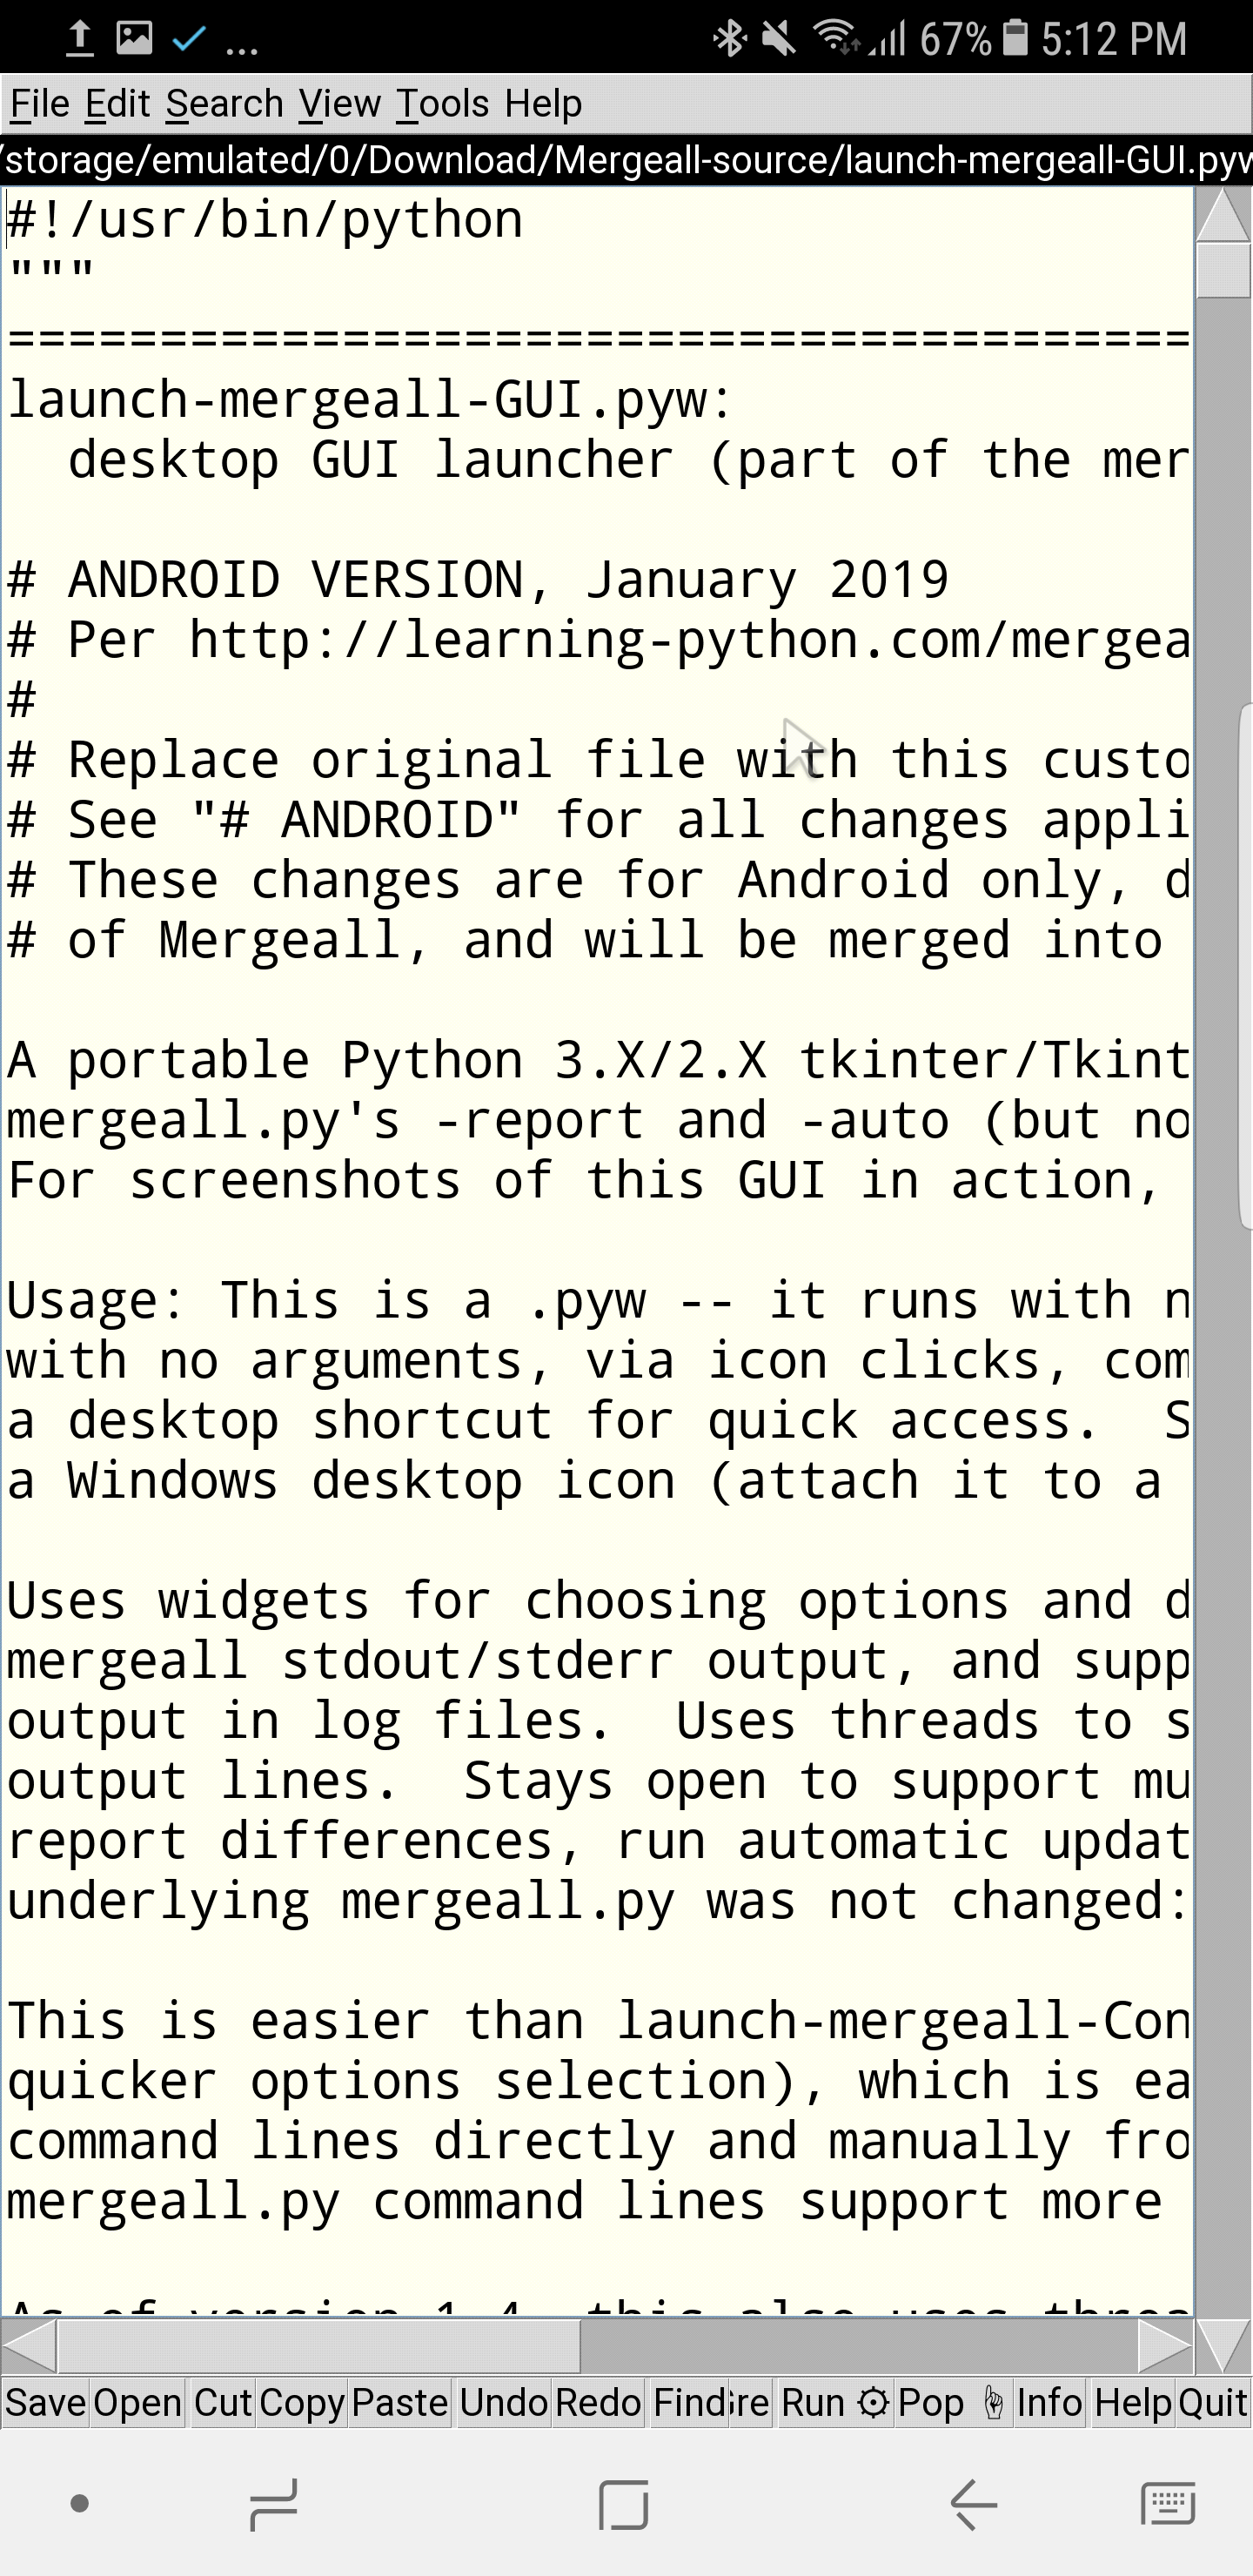 ... 67% 5:12 PM
File Edit Search View Tools Help
/storage/emulated/0/Download/Mergeall-source/launch-mergeall-GUI.pyw
#!/usr/bin/python
"""
=======================================
launch-mergeall-GUI.pyw:
  desktop GUI launcher (part of the mer

# ANDROID VERSION, January 2019
# Per http://learning-python.com/mergea
#
# Replace original file with this custo
# See "# ANDROID" for all changes appli
# These changes are for Android only, d
# of Mergeall, and will be merged into

A portable Python 3.X/2.X tkinter/Tkint
mergeall.py's -report and -auto (but no
For screenshots of this GUI in action,

Usage: This is a .pyw -- it runs with n
with no arguments, via icon clicks, com
a desktop shortcut for quick access.  S
a Windows desktop icon (attach it to a

Uses widgets for choosing options and d
mergeall stdout/stderr output, and supp
output in log files.  Uses threads to s
output lines.  Stays open to support mu
report differences, run automatic updat
underlying mergeall.py was not changed:

This is easier than launch-mergeall-Con
quicker options selection), which is ea
command lines directly and manually fro
mergeall.py command lines support more

As of version 1.4, this also uses threa
Save Open Cut Copy Paste Undo Redo Find re Run Pop Info Help Quit